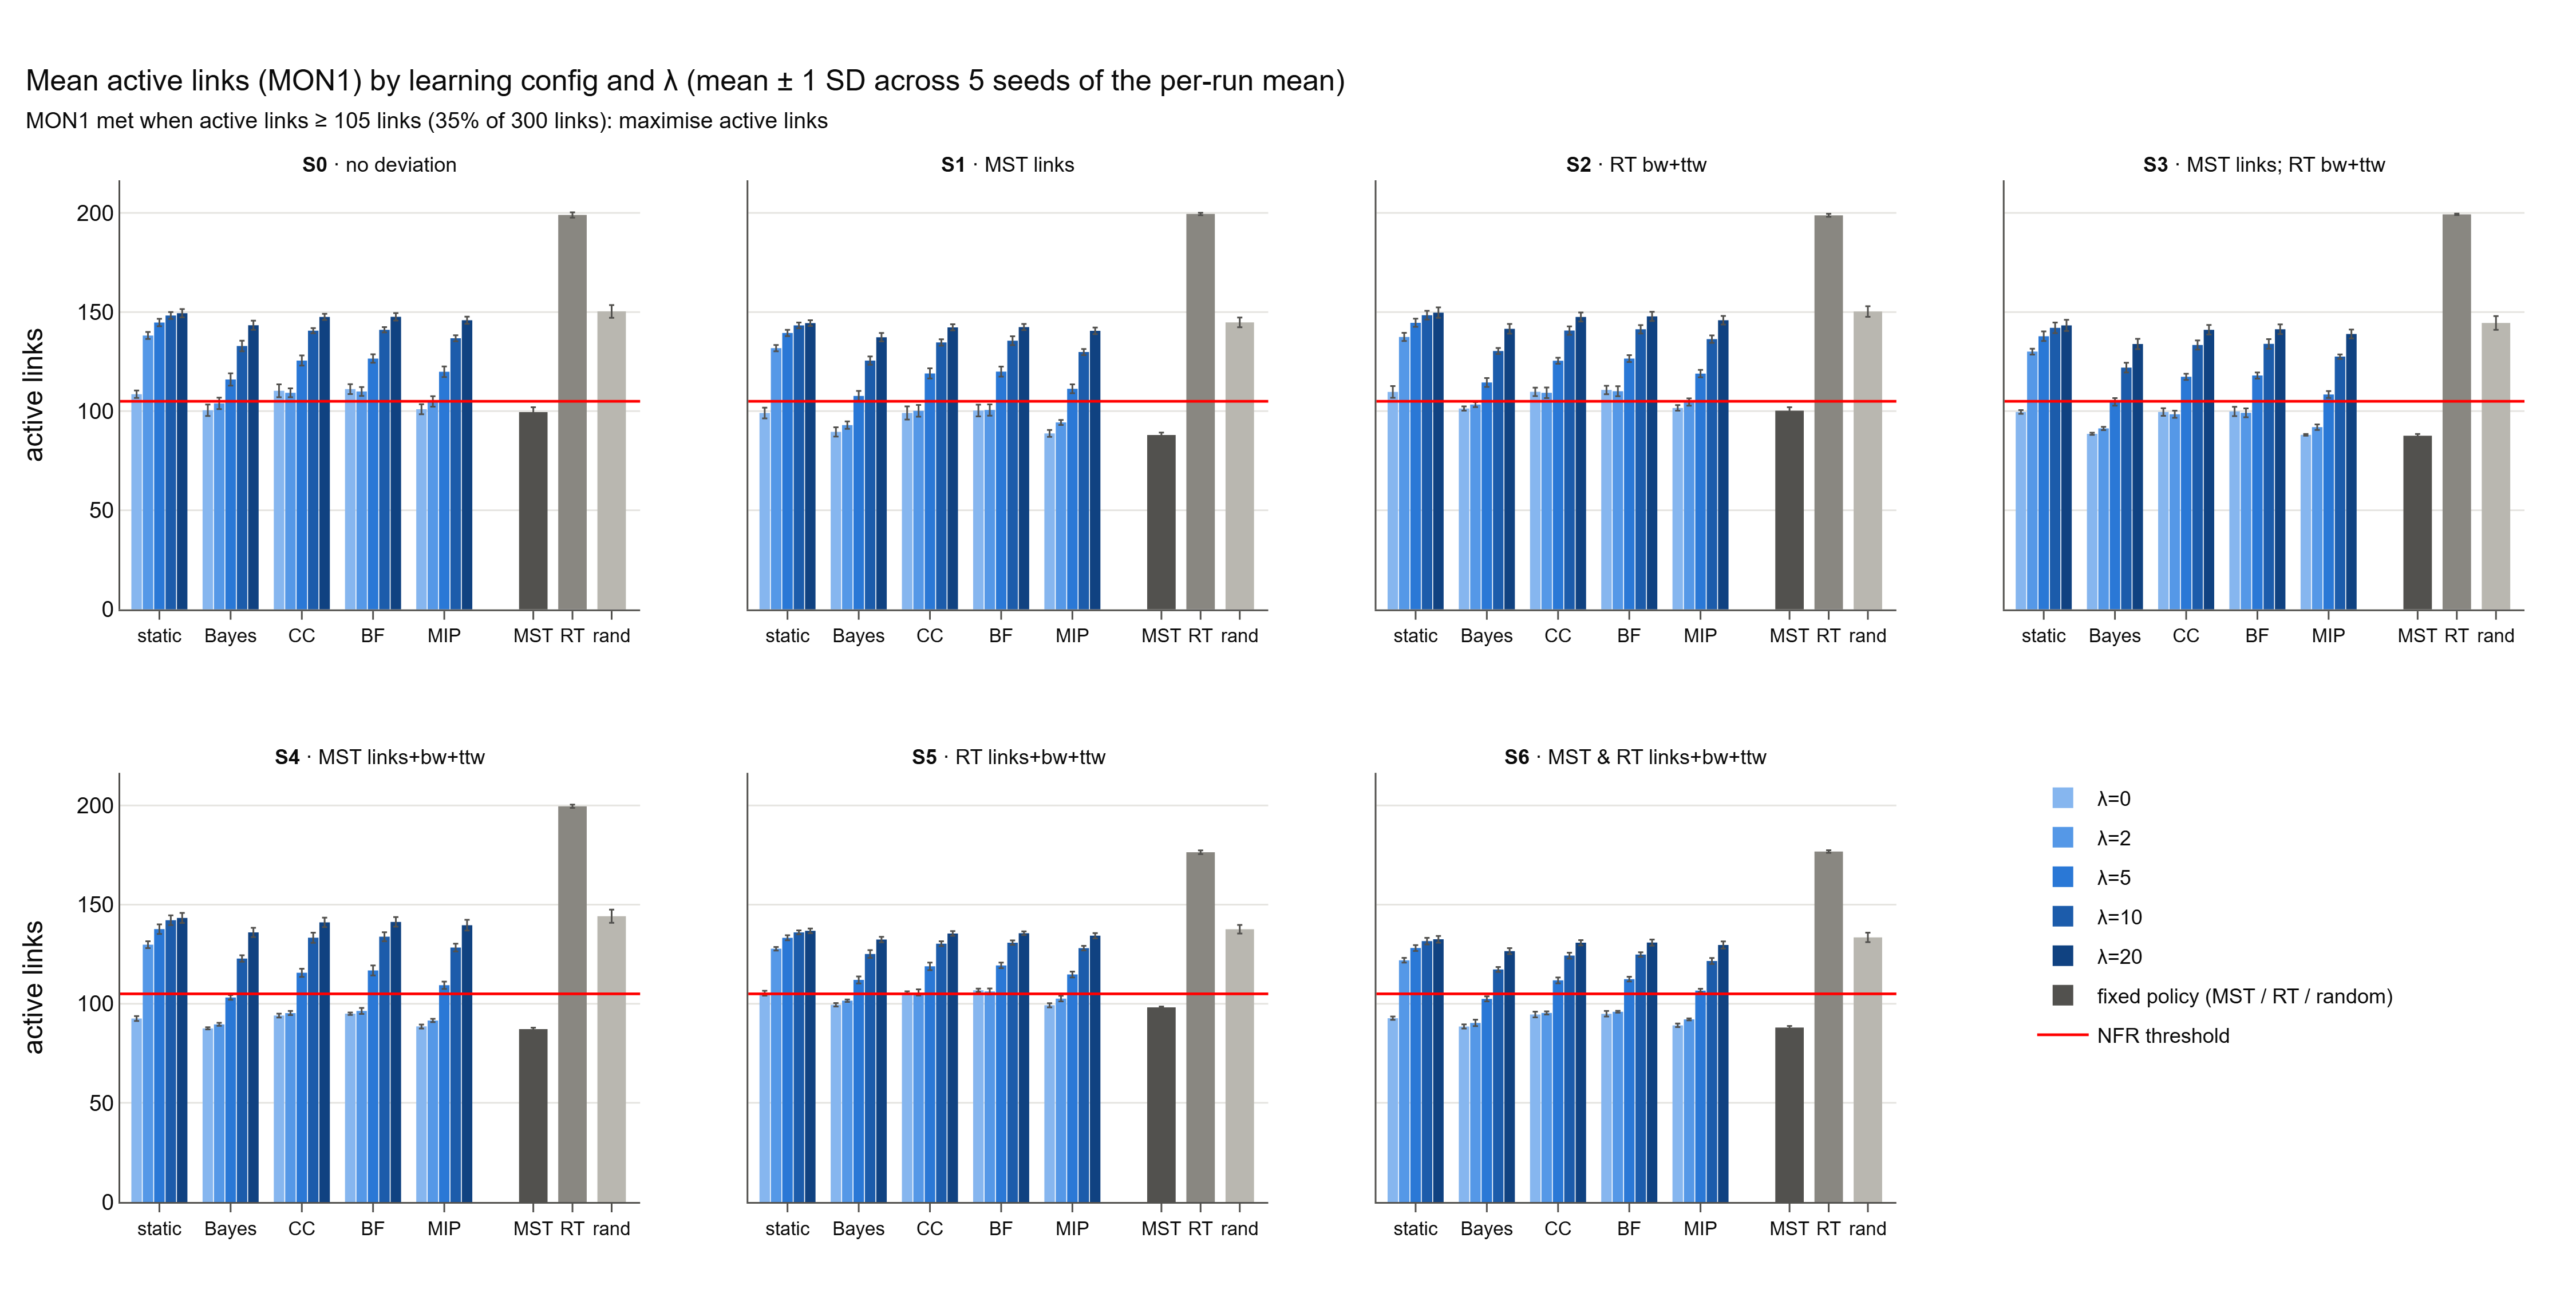 Mean active links (MON1) by learning config and λ (mean ± 1 SD across 5 seeds of the per-run mean)
MON1 met when active links ≥ 105 links (35% of 300 links): maximise active links
S0 · no deviation
S1 · MST links
S2 · RT bw+ttw
S3 · MST links; RT bw+ttw
active links
200
150
100
50
0
static Bayes CC BF MIP MST RT rand
static Bayes CC BF MIP MST RT rand
static Bayes CC BF MIP MST RT rand
static Bayes CC BF MIP MST RT rand
S4 · MST links+bw+ttw
S5 · RT links+bw+ttw
S6 · MST & RT links+bw+ttw
active links
200
150
100
50
0
static Bayes CC BF MIP MST RT rand
static Bayes CC BF MIP MST RT rand
static Bayes CC BF MIP MST RT rand
λ=0
λ=2
λ=5
λ=10
λ=20
fixed policy (MST / RT / random)
NFR threshold